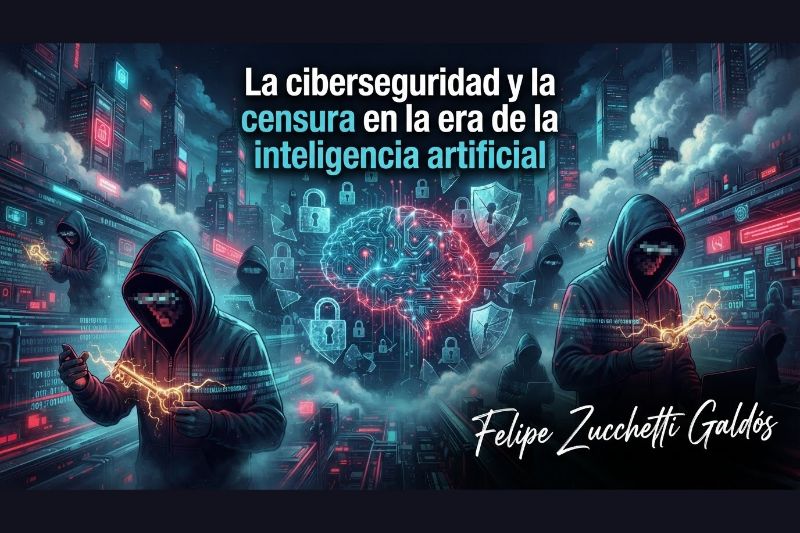 La ciberseguridad y la
censura en la era de la
inteligencia artificial
Felipe Zucchetti Galdós